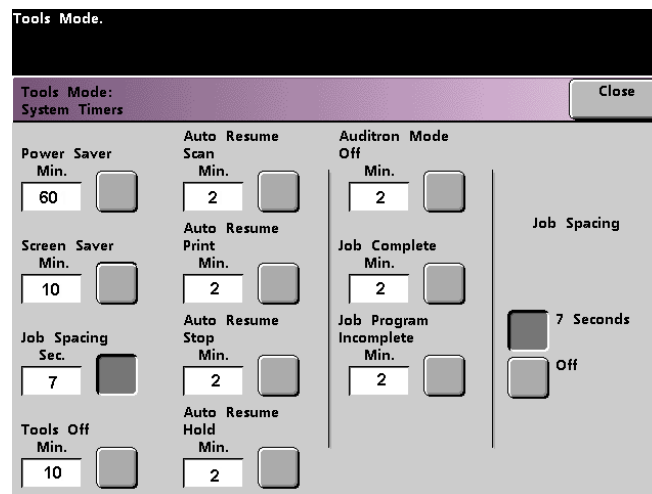 Tools Mode.
Tools Mode:
System Timers
Close
Power Saver
Min.
60
Screen Saver
Min.
10
Job Spacing
Sec.
7
Tools Off
Min.
10
Auto Resume
Scan
Min.
2
Auto Resume
Print
Min.
2
Auto Resume
Stop
Min.
2
Auto Resume
Hold
Min.
2
Auditron Mode
Off
Min.
2
Job Complete
Min.
2
Job Program
Incomplete
Min.
2
Job Spacing
7 Seconds
Off